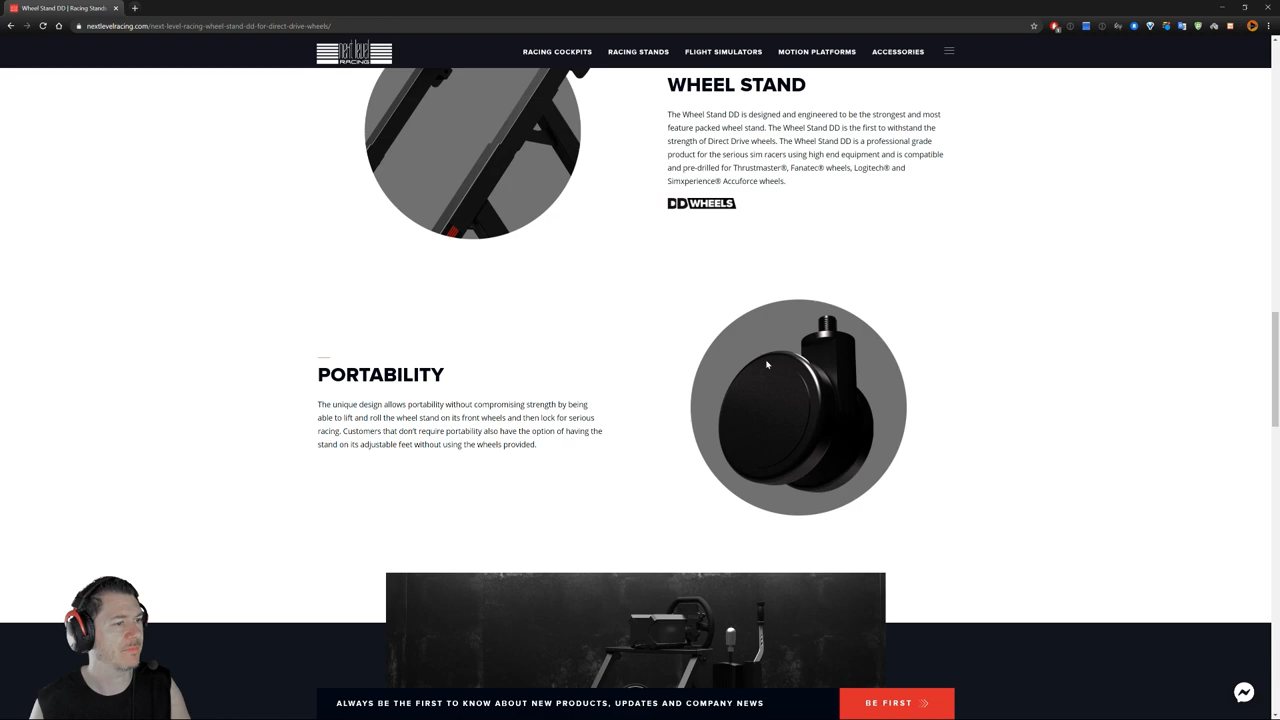 Wheel Stand DD | Racing Stands
nextlevelracing.com/next-level-racing-wheel-stand-dd-for-direct-drive-wheels/
next level
RACING
RACING COCKPITS RACING STANDS FLIGHT SIMULATORS MOTION PLATFORMS ACCESSORIES
WHEEL STAND
The Wheel Stand DD is designed and engineered to be the strongest and most
feature packed wheel stand. The Wheel Stand DD is the first to withstand the
strength of Direct Drive wheels. The Wheel Stand DD is a professional grade
product for the serious sim racers using high end equipment and is compatible
and pre-drilled for Thrustmaster®, Fanatec® wheels, Logitech® and
Simxperience® Accuforce wheels.
DD WHEELS
PORTABILITY
The unique design allows portability without compromising strength by being
able to lift and roll the wheel stand on its front wheels and then lock for serious
racing. Customers that don't require portability also have the option of having the
stand on its adjustable feet without using the wheels provided.
ALWAYS BE THE FIRST TO KNOW ABOUT NEW PRODUCTS, UPDATES AND COMPANY NEWS
BE FIRST